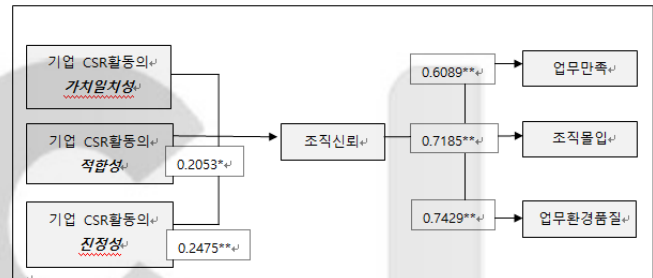 기업 CSR활동의
가치일치성
기업 CSR활동의
적합성
0.2053*
기업 CSR활동의
진정성
0.2475**
조직신뢰
0.6089**
0.7185**
0.7429**
업무만족
조직몰입
업무환경품질